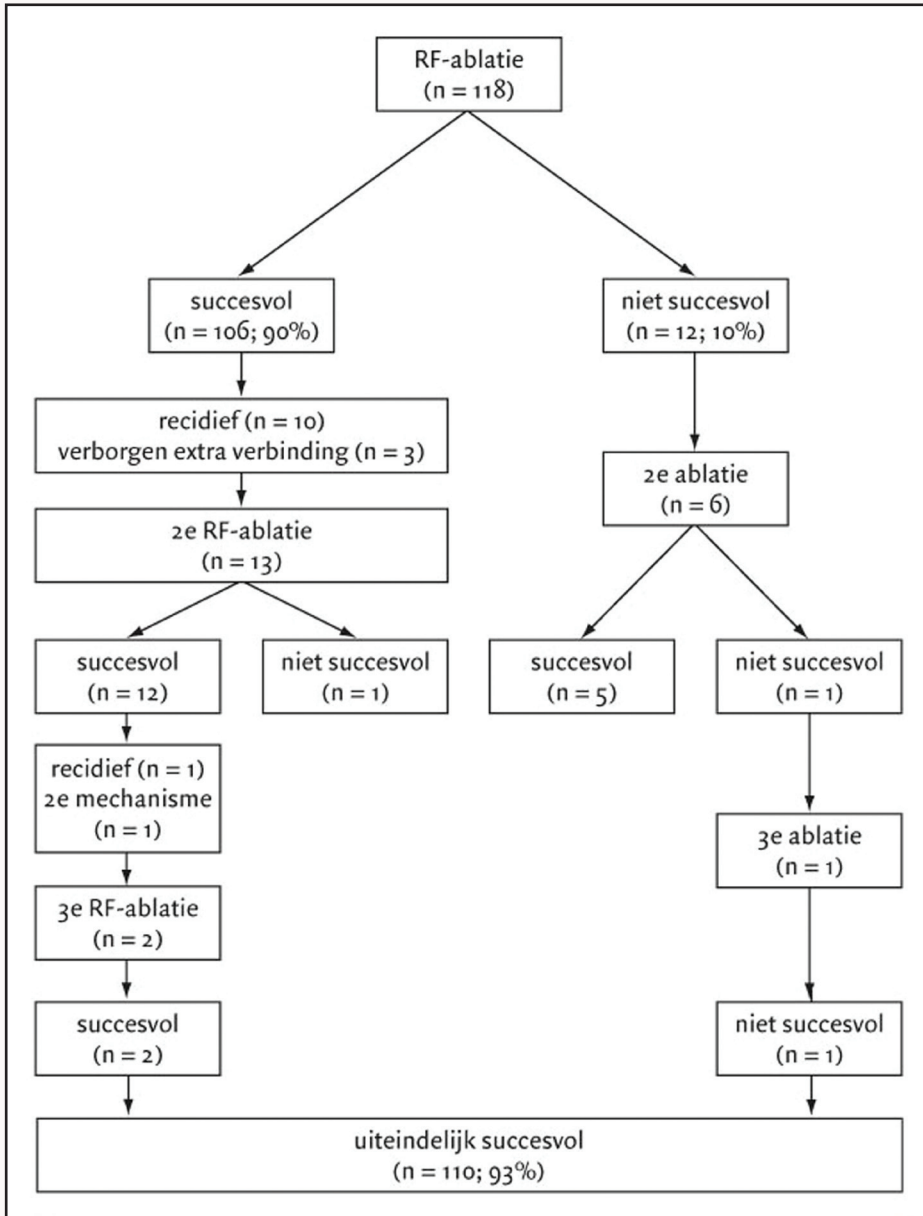 RF-ablatie
(n = 118)
succesvol
(n = 106; 90%)
niet succesvol
(n = 12; 10%)
recidief (n = 10)
verborgen extra verbinding (n = 3)
2e ablatie
(n = 6)
2e RF-ablatie
(n = 13)
succesvol
(n = 12)
niet succesvol
(n = 1)
succesvol
(n = 5)
niet succesvol
(n = 1)
recidief (n = 1)
2e mechanisme
(n = 1)
3e ablatie
(n = 1)
3e RF-ablatie
(n = 2)
succesvol
(n = 2)
niet succesvol
(n = 1)
uiteindelijk succesvol
(n = 110; 93%)